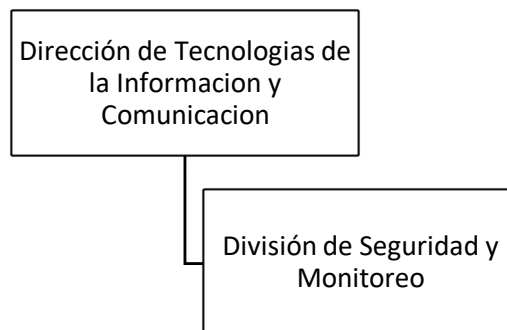 Dirección de Tecnologias de
la Informacion y
Comunicacion
División de Seguridad y
Monitoreo